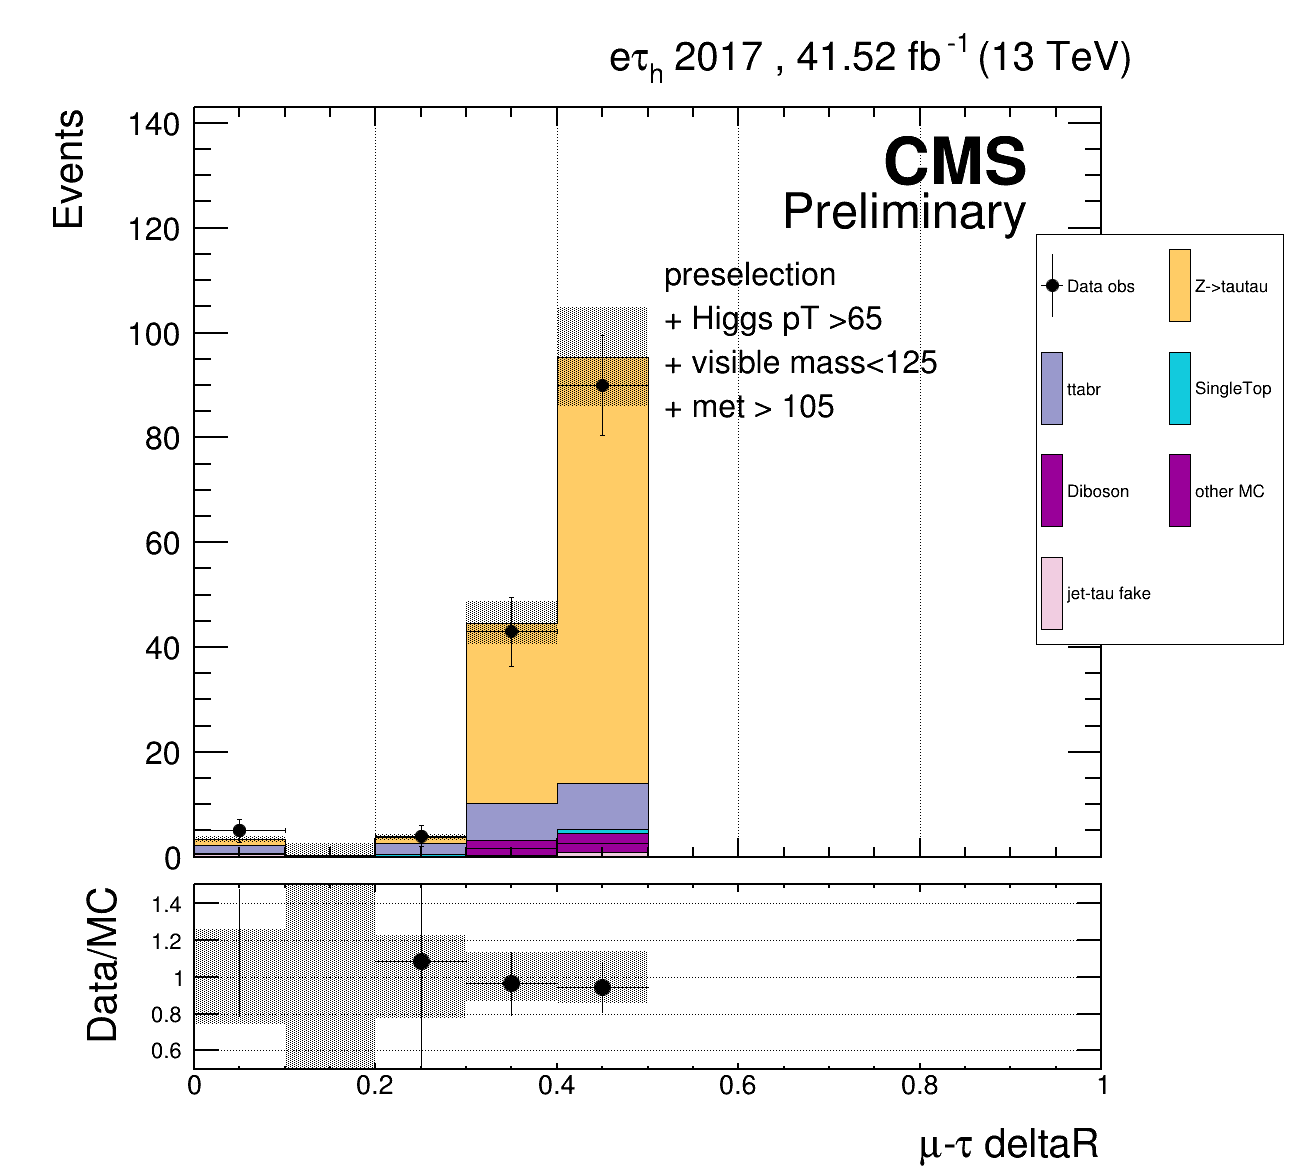 eτh 2017 , 41.52 fb-1 (13 TeV)
Events
140
120
100
80
60
40
20
0
CMS
Preliminary
preselection
+ Higgs pT >65
+ visible mass<125
+ met > 105
Data obs
Z->tautau
ttabr
SingleTop
Diboson
other MC
jet-tau fake
Data/MC
1.4
1.2
1
0.8
0.6
0 0.2 0.4 0.6 0.8 1
μ-τ deltaR